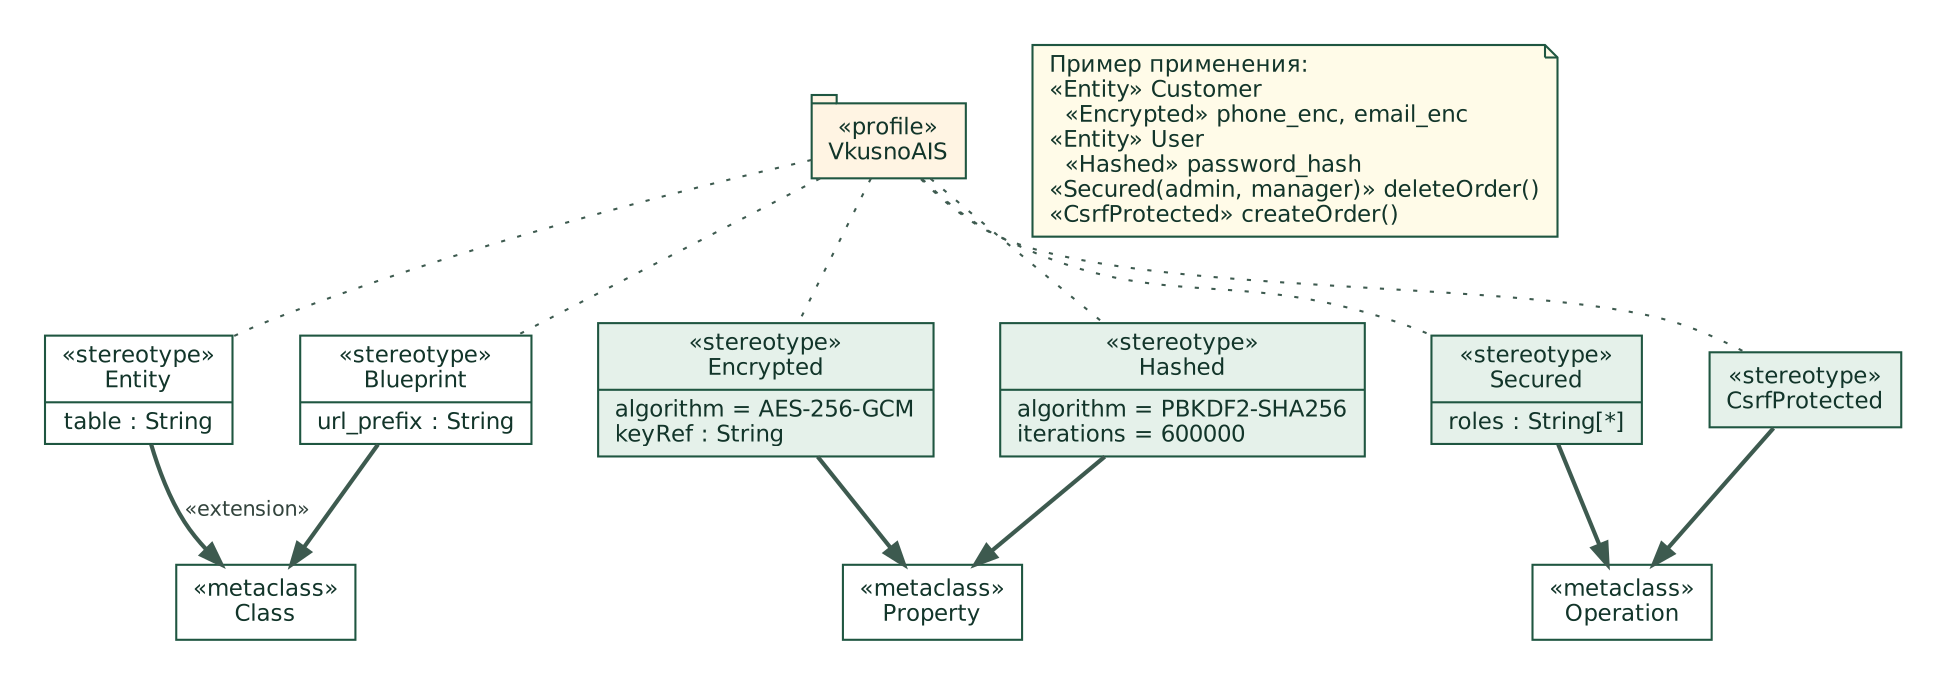 Пример применения:
«Entity» Customer
«Encrypted» phone_enc, email_enc
«Entity» User
«Hashed» password_hash
«Secured(admin, manager)» deleteOrder()
«CsrfProtected» createOrder()
«profile»
VkusnoAIS
«stereotype»
Entity
table : String
«stereotype»
Blueprint
url_prefix : String
«stereotype»
Encrypted
algorithm = AES-256-GCM
keyRef : String
«stereotype»
Hashed
algorithm = PBKDF2-SHA256
iterations = 600000
«stereotype»
Secured
roles : String[*]
«stereotype»
CsrfProtected
«extension»
«metaclass»
Class
«metaclass»
Property
«metaclass»
Operation